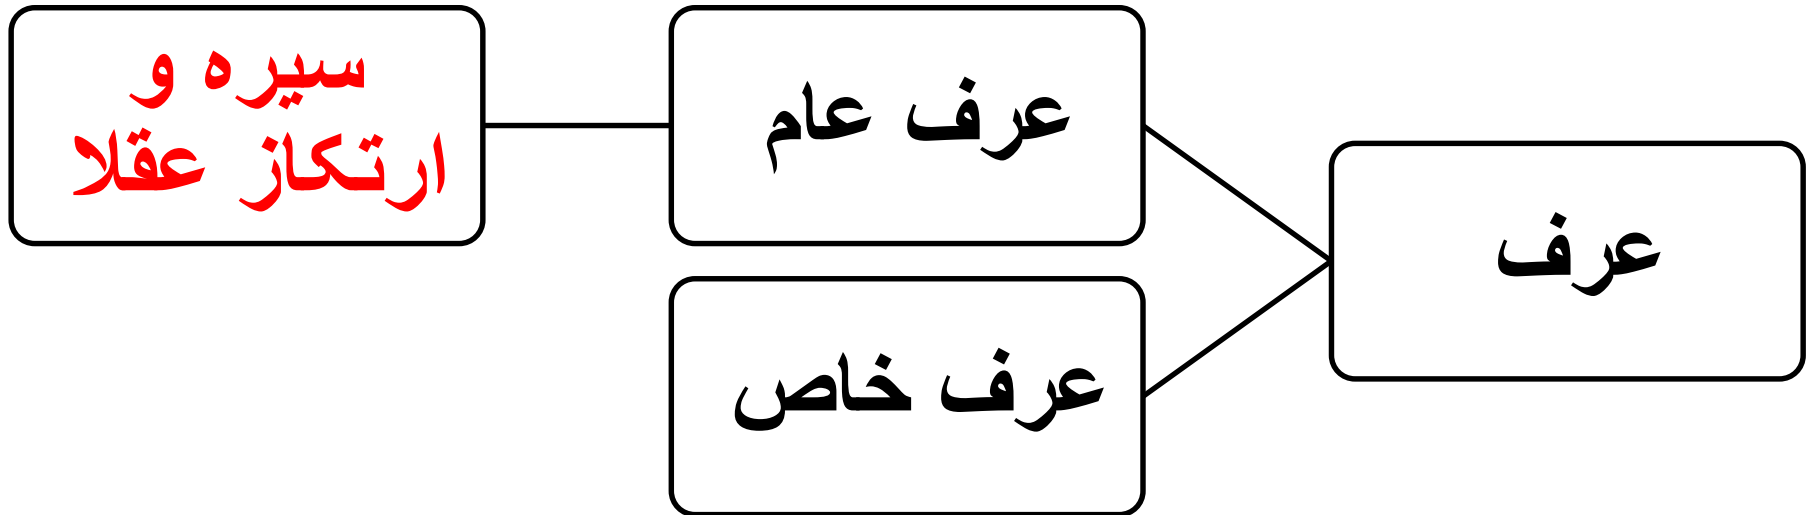 عرف
عرف عام
سیره و
ارتکاز عقلا
عرف خاص